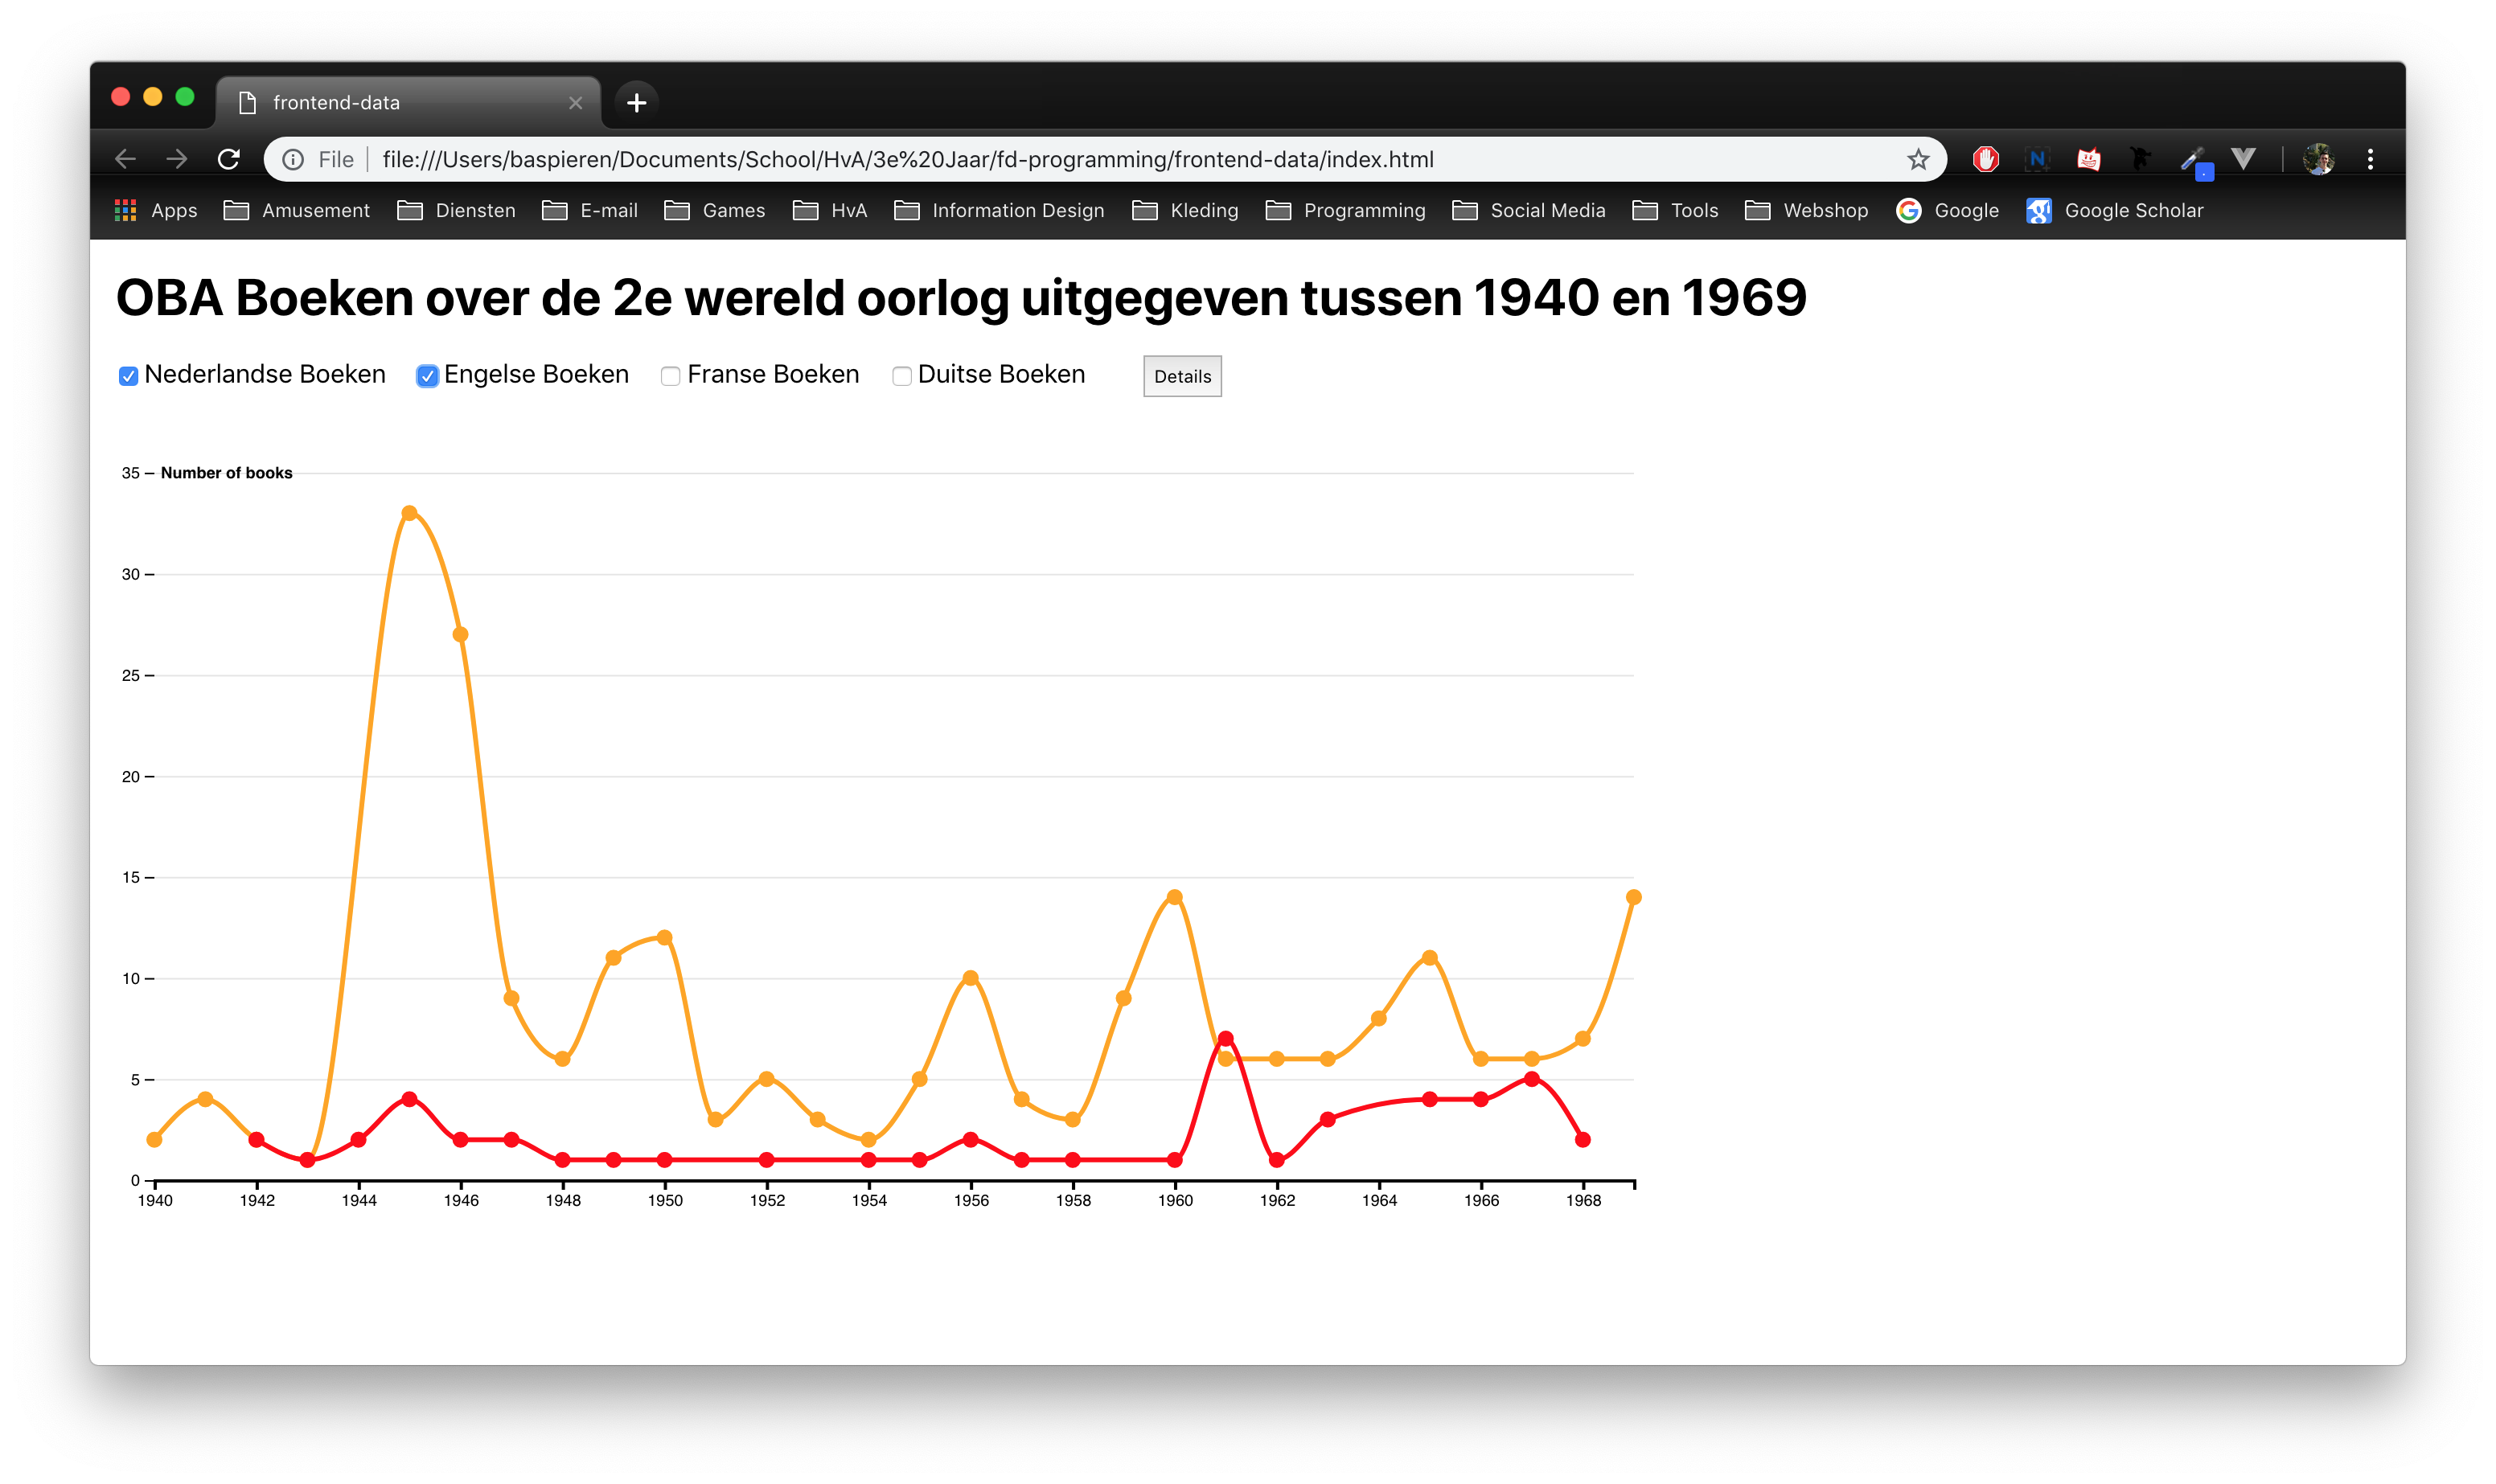 frontend-data
File file:///Users/baspieren/Documents/School/HvA/3e%20Jaar/fd-programming/frontend-data/index.html
Apps Amusement Diensten E-mail Games HvA Information Design Kleding Programming Social Media Tools Webshop Google Google Scholar
OBA Boeken over de 2e wereld oorlog uitgegeven tussen 1940 en 1969
Nederlandse Boeken Engelse Boeken Franse Boeken Duitse Boeken Details
35 Number of books
30
25
20
15
10
5
0
1940 1942 1944 1946 1948 1950 1952 1954 1956 1958 1960 1962 1964 1966 1968